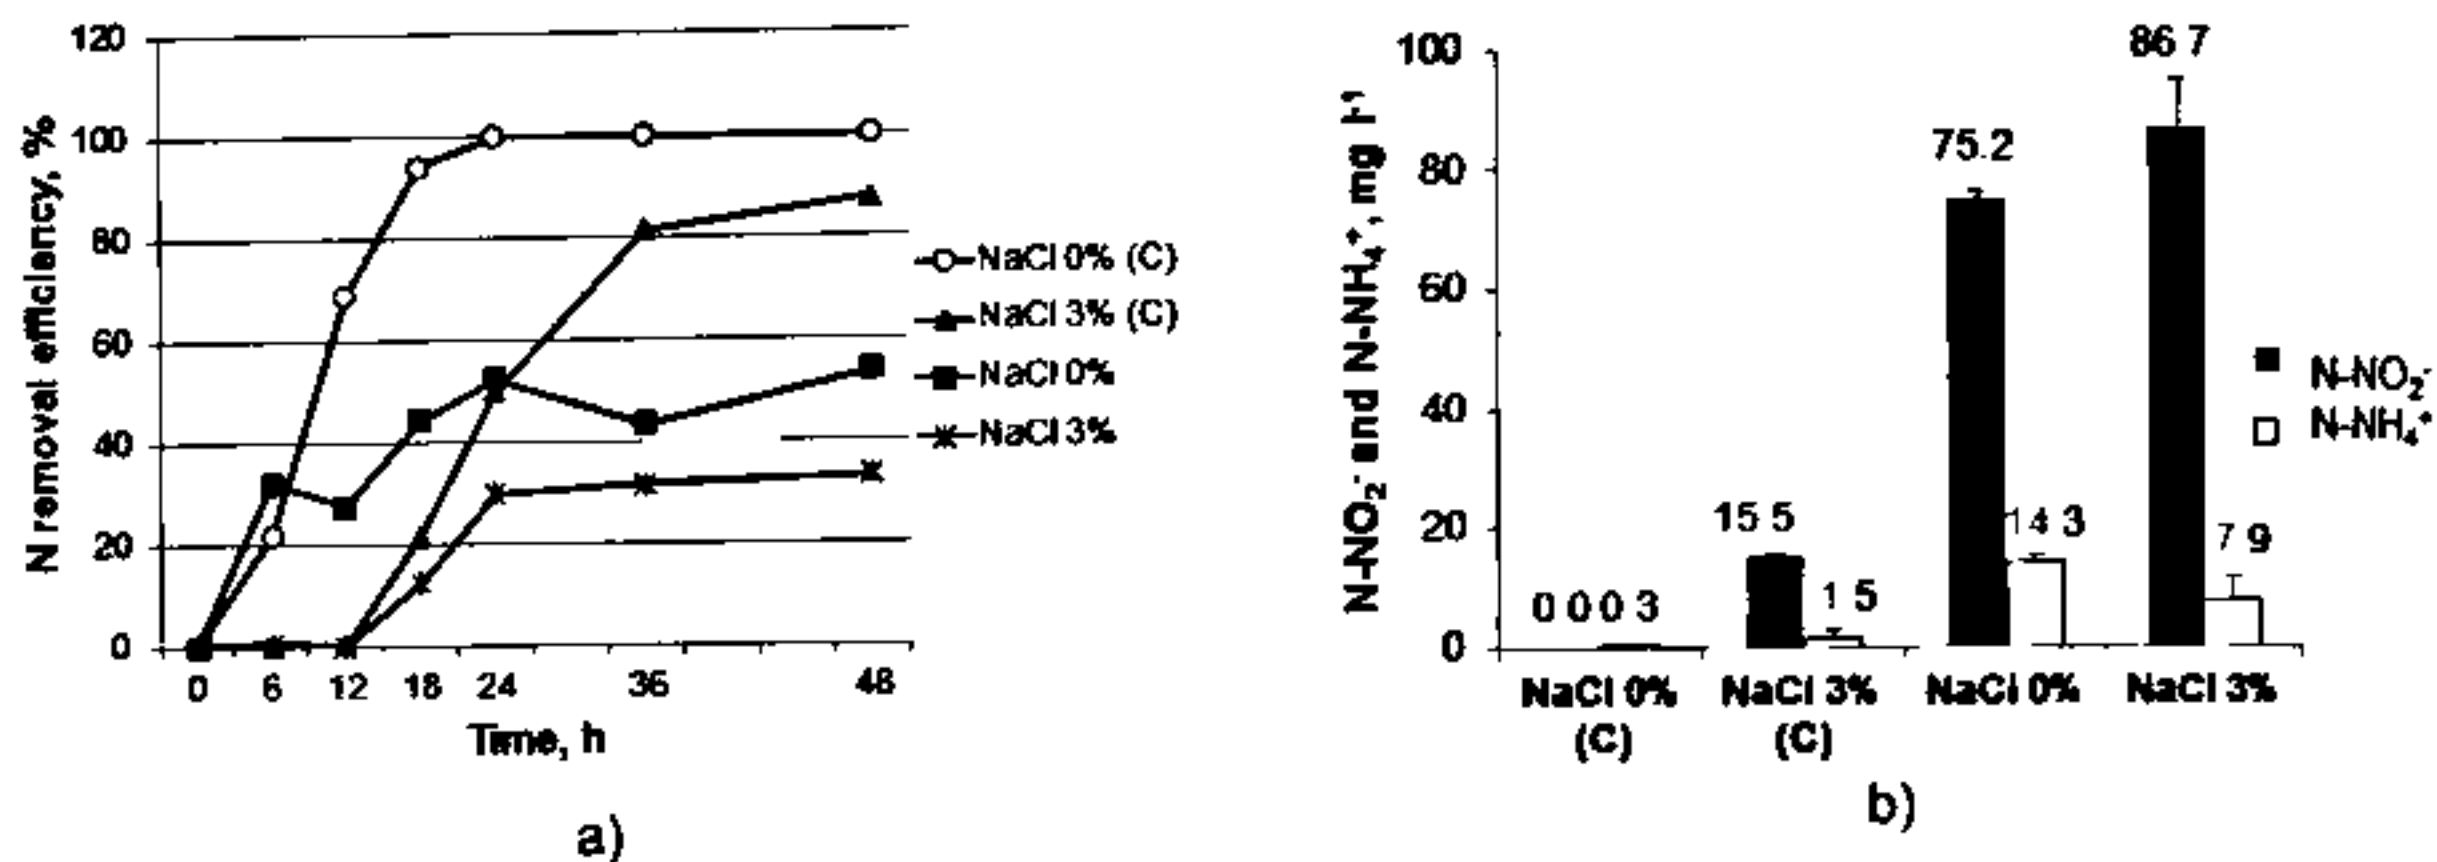 120
100
80
60
40
20
0
N removal efficiency, %
0 6 12 18 24 36 48
Time, h
NaCl 0% (C)
NaCl 3% (C)
NaCl 0%
NaCl 3%
a)
100
80
60
40
20
0
N-NO₂⁻ and N-NH₄⁺, mg l⁻¹
0 0 0 3
15 5
1 5
75.2
14 3
86 7
7 9
NaCl 0%
(C)
NaCl 3%
(C)
NaCl 0%
NaCl 3%
N-NO₂⁻
N-NH₄⁺
b)